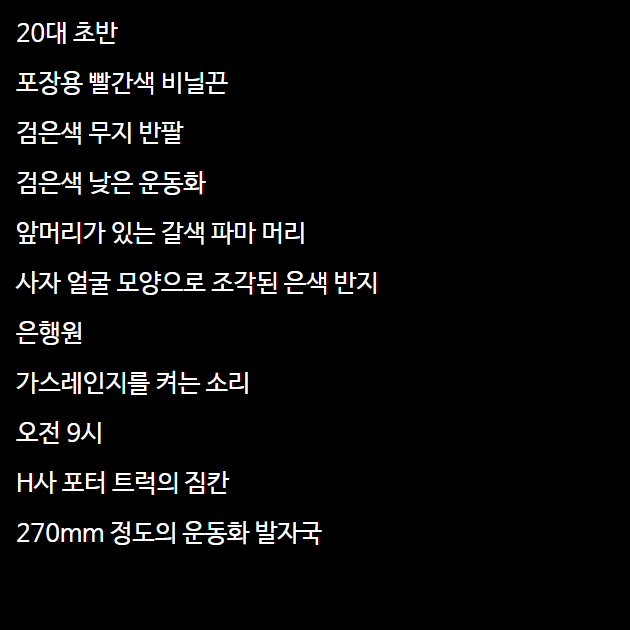 20대 초반
포장용 빨간색 비닐끈
검은색 무지 반팔
검은색 낮은 운동화
앞머리가 있는 갈색 파마 머리
사자 얼굴 모양으로 조각된 은색 반지
은행원
가스레인지를 켜는 소리
오전 9시
H사 포터 트럭의 짐칸
270mm 정도의 운동화 발자국